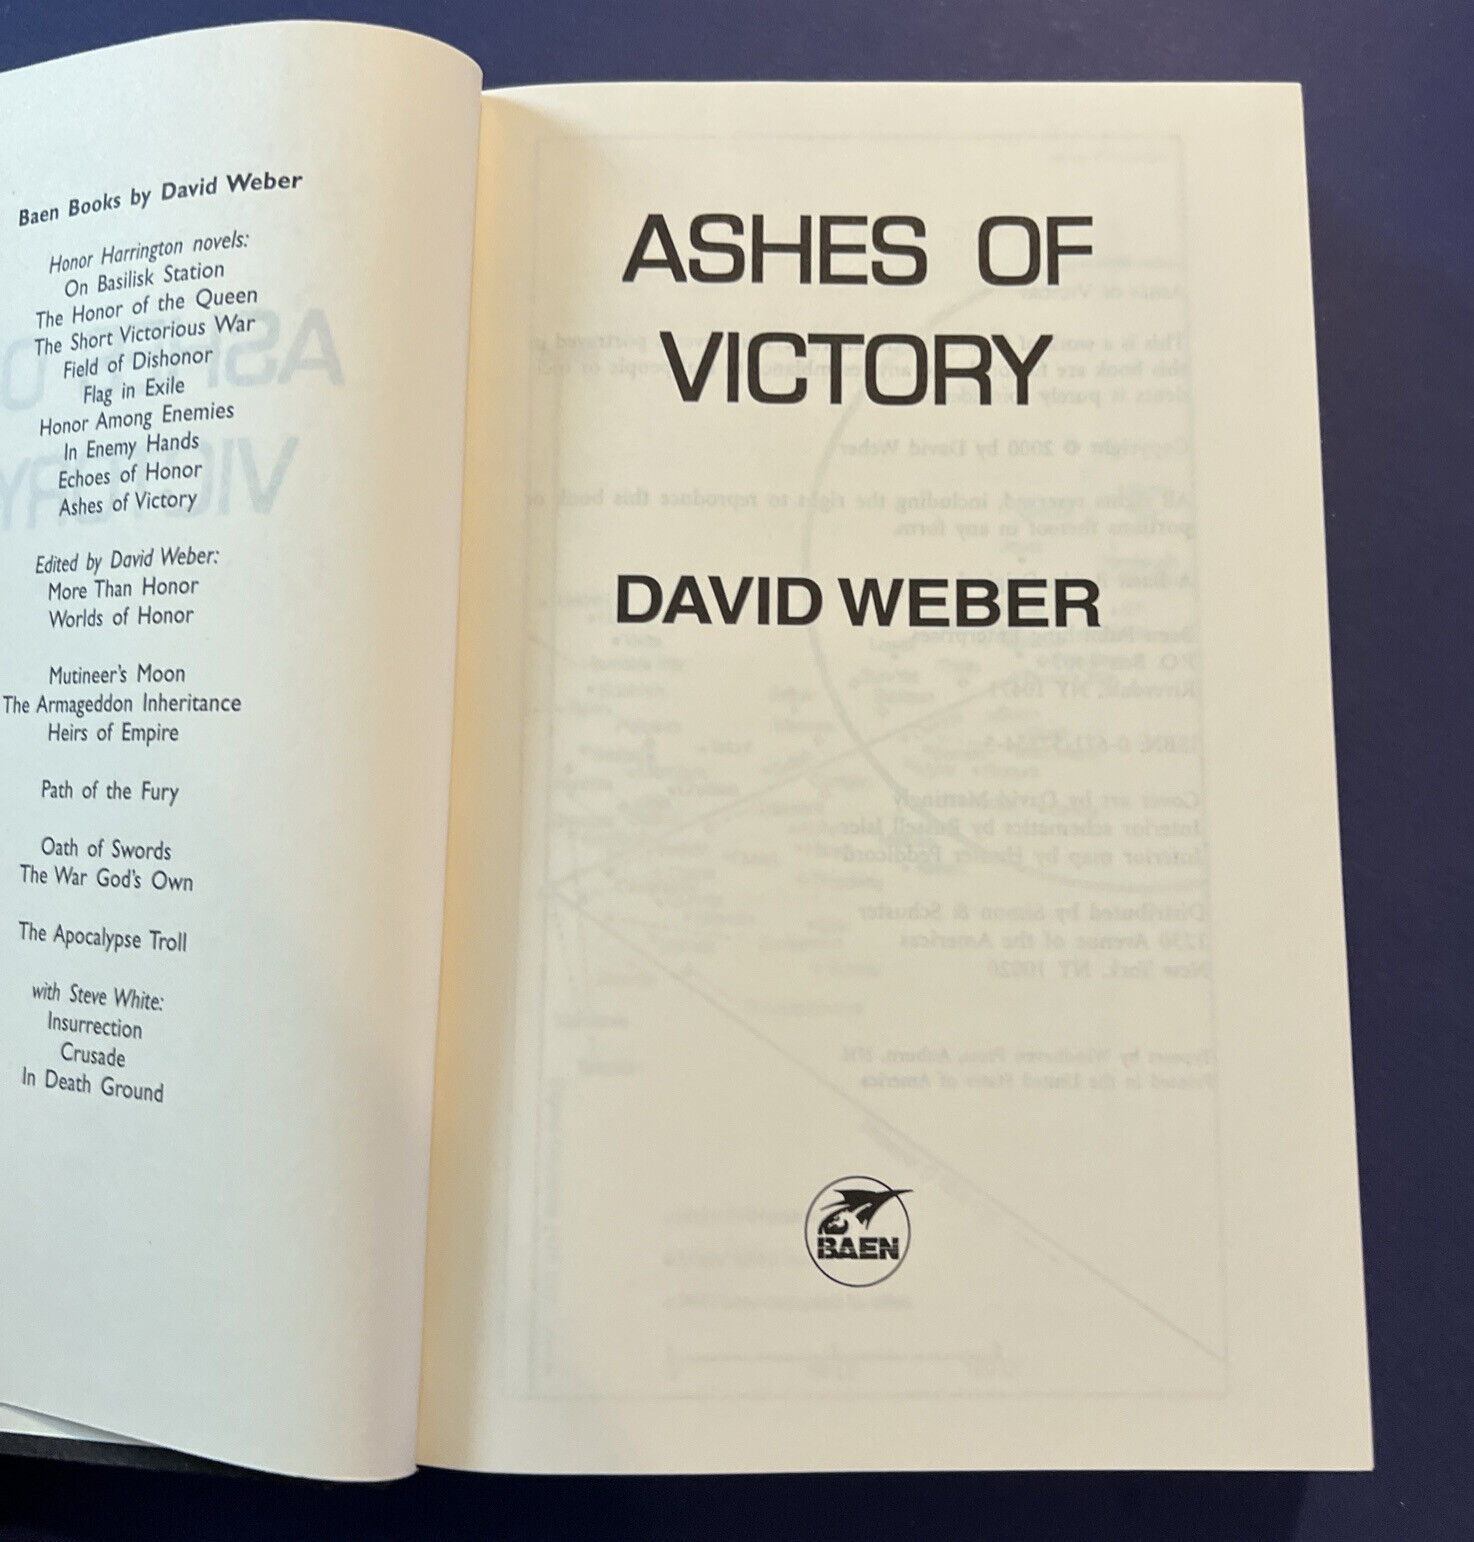 Baen Books by David Weber
Honor Harrington novels:
On Basilisk Station
The Honor of the Queen
The Short Victorious War
Field of Dishonor
Flag in Exile
Honor Among Enemies
In Enemy Hands
Echoes of Honor
Ashes of Victory
Edited by David Weber:
More Than Honor
Worlds of Honor
Mutineer's Moon
The Armageddon Inheritance
Heirs of Empire
Path of the Fury
Oath of Swords
The War God's Own
The Apocalypse Troll
with Steve White:
Insurrection
Crusade
In Death Ground
ASHES OF
VICTORY
DAVID WEBER
BAEN